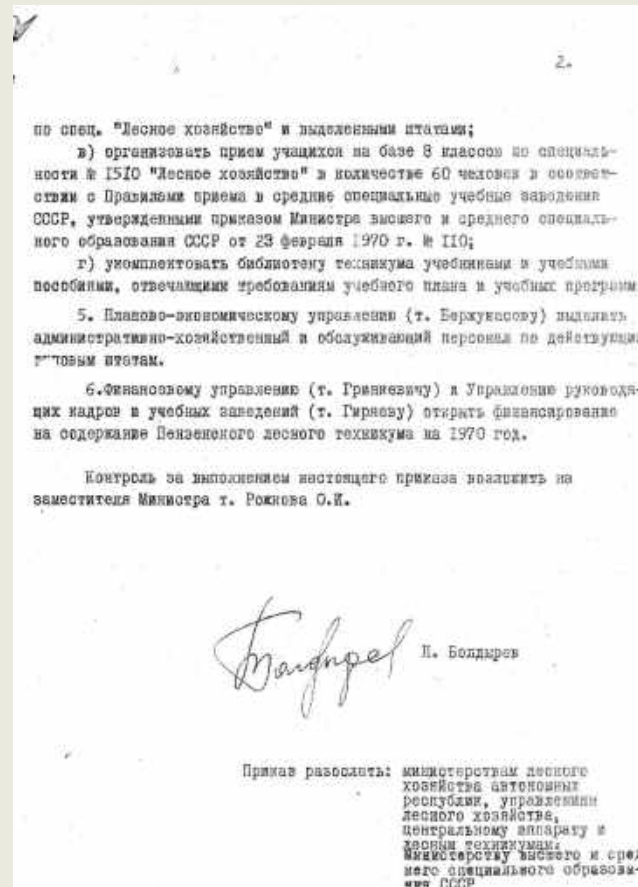 2.
по спец. "Лесное хозяйство" и выделенными штатами;
в) организовать прием учащихся на базе 8 классов по специаль-
ности № 1510 "Лесное хозяйство" в количестве 60 человек в соответ-
ствии с Правилами приема в средние специальные учебные заведения
СССР, утвержденными приказом Министра высшего и среднего специаль-
ного образования СССР от 23 февраля 1970 г. № 110;
г) укомплектовать библиотеку техникума учебниками и учебными
пособиями, отвечающими требованиям учебного плана и учебных программ
5. Планово-экономическому управлению (т. Беркукасову) выделить
административно-хозяйственный и обслуживающий персонал по действующим
типовым штатам.
6.Финансовому управлению (т. Гринкевичу) и Управлению руководя-
щих кадров и учебных заведений (т. Гиряеву) открыть финансирование
на содержание Пензенского лесного техникума на 1970 год.
Контроль за выполнением настоящего приказа возложить на
заместителя Министра т. Рожкова О.И.
Болдырев
Болдырев
Приказ разослать: министерствам лесного
хозяйства автономных
республик, управлениям
лесного хозяйства,
центральному аппарату и
лесным техникумам.
Министерству высшего и сред
него специального образова-
ния СССР